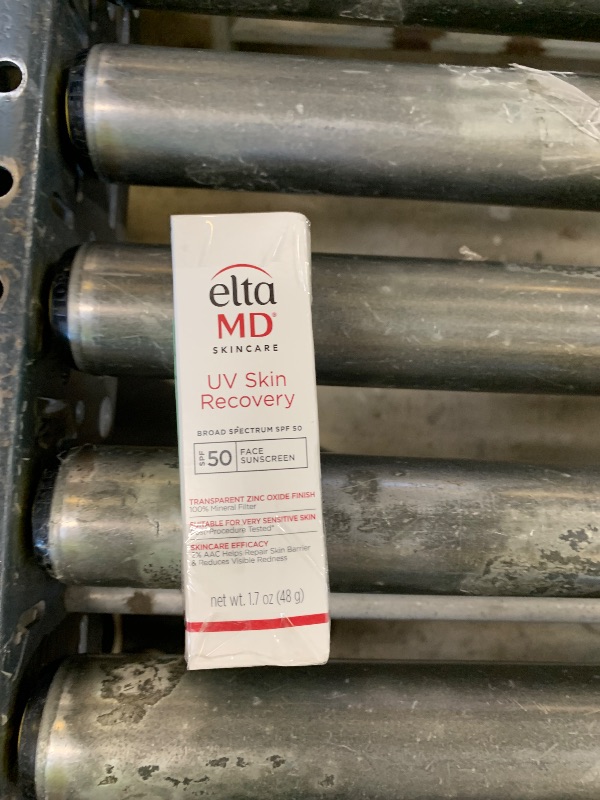 elta
MD®
SKINCARE
UV Skin
Recovery
BROAD SPECTRUM SPF 50
SPF 50 FACE
SUNSCREEN
TRANSPARENT ZINC OXIDE FINISH
100% Mineral Filter
SUITABLE FOR VERY SENSITIVE SKIN
Post-Procedure Tested*
SKINCARE EFFICACY
AAC Helps Repair Skin Barrier
& Reduces Visible Redness
net wt. 1.7 oz (48 g)